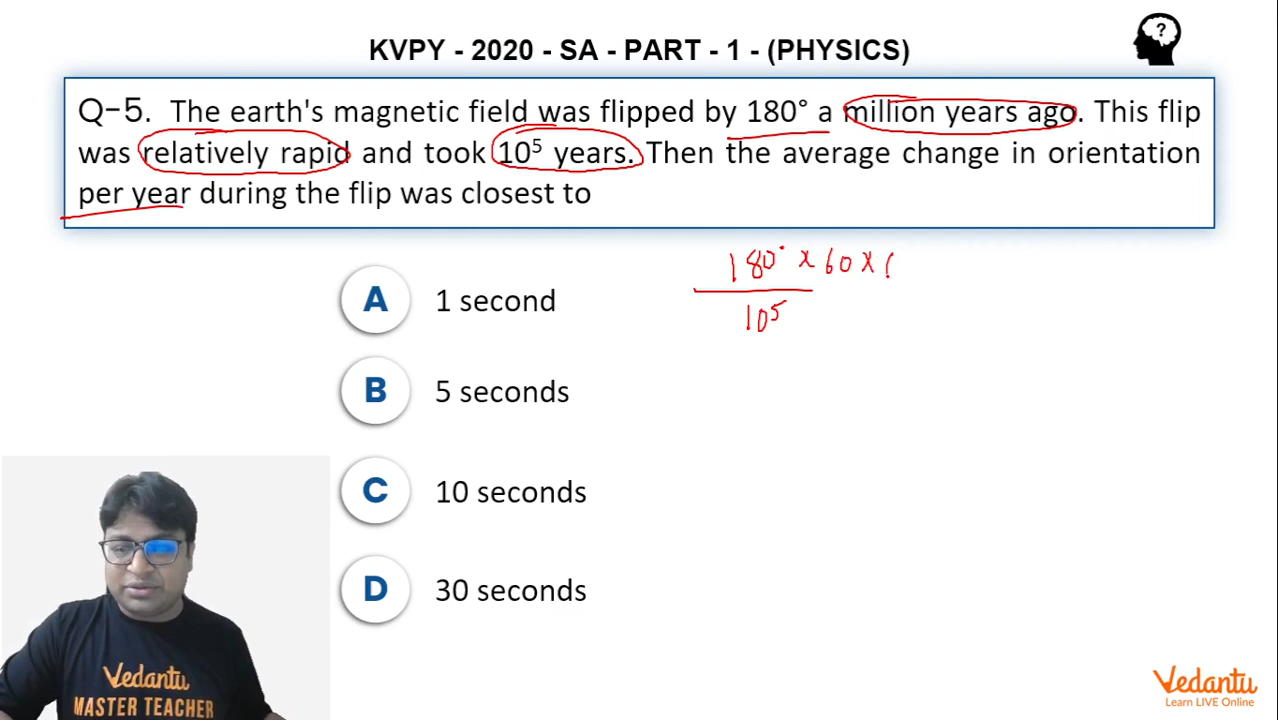 KVPY - 2020 - SA - PART - 1 - (PHYSICS)
?
Q–5. The earth's magnetic field was flipped by 180° a million years ago. This flip
was relatively rapid and took 10⁵ years. Then the average change in orientation
per year during the flip was closest to
180° x 60 x (
10⁵
A 1 second
B 5 seconds
C 10 seconds
D 30 seconds
Vedantu
MASTER TEACHER
Vedantu
Learn LIVE Online